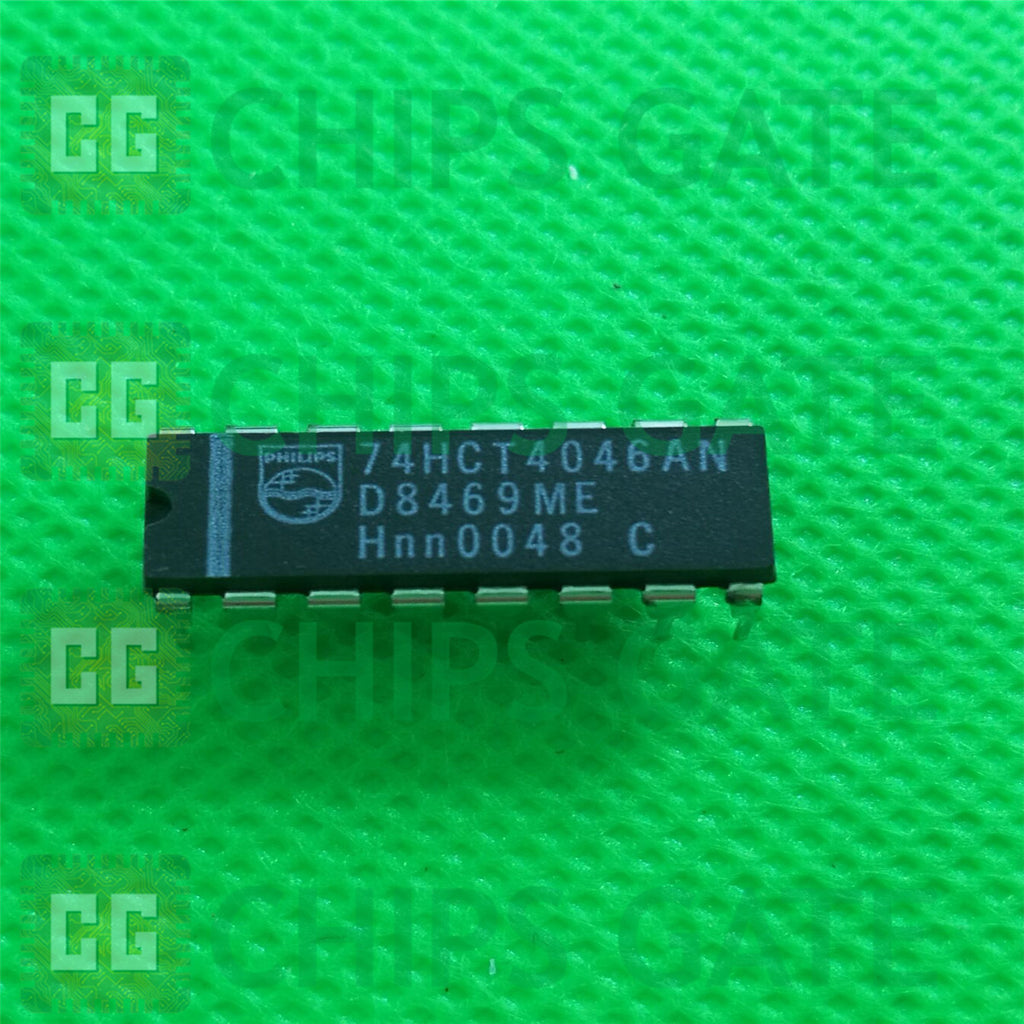 CG CHIPS GATE
CG CHIPS GATE
PHILIPS
74HCT4046AN
D8469ME
Hnn0048 C
CG CHIPS GATE
CG CHIPS GATE